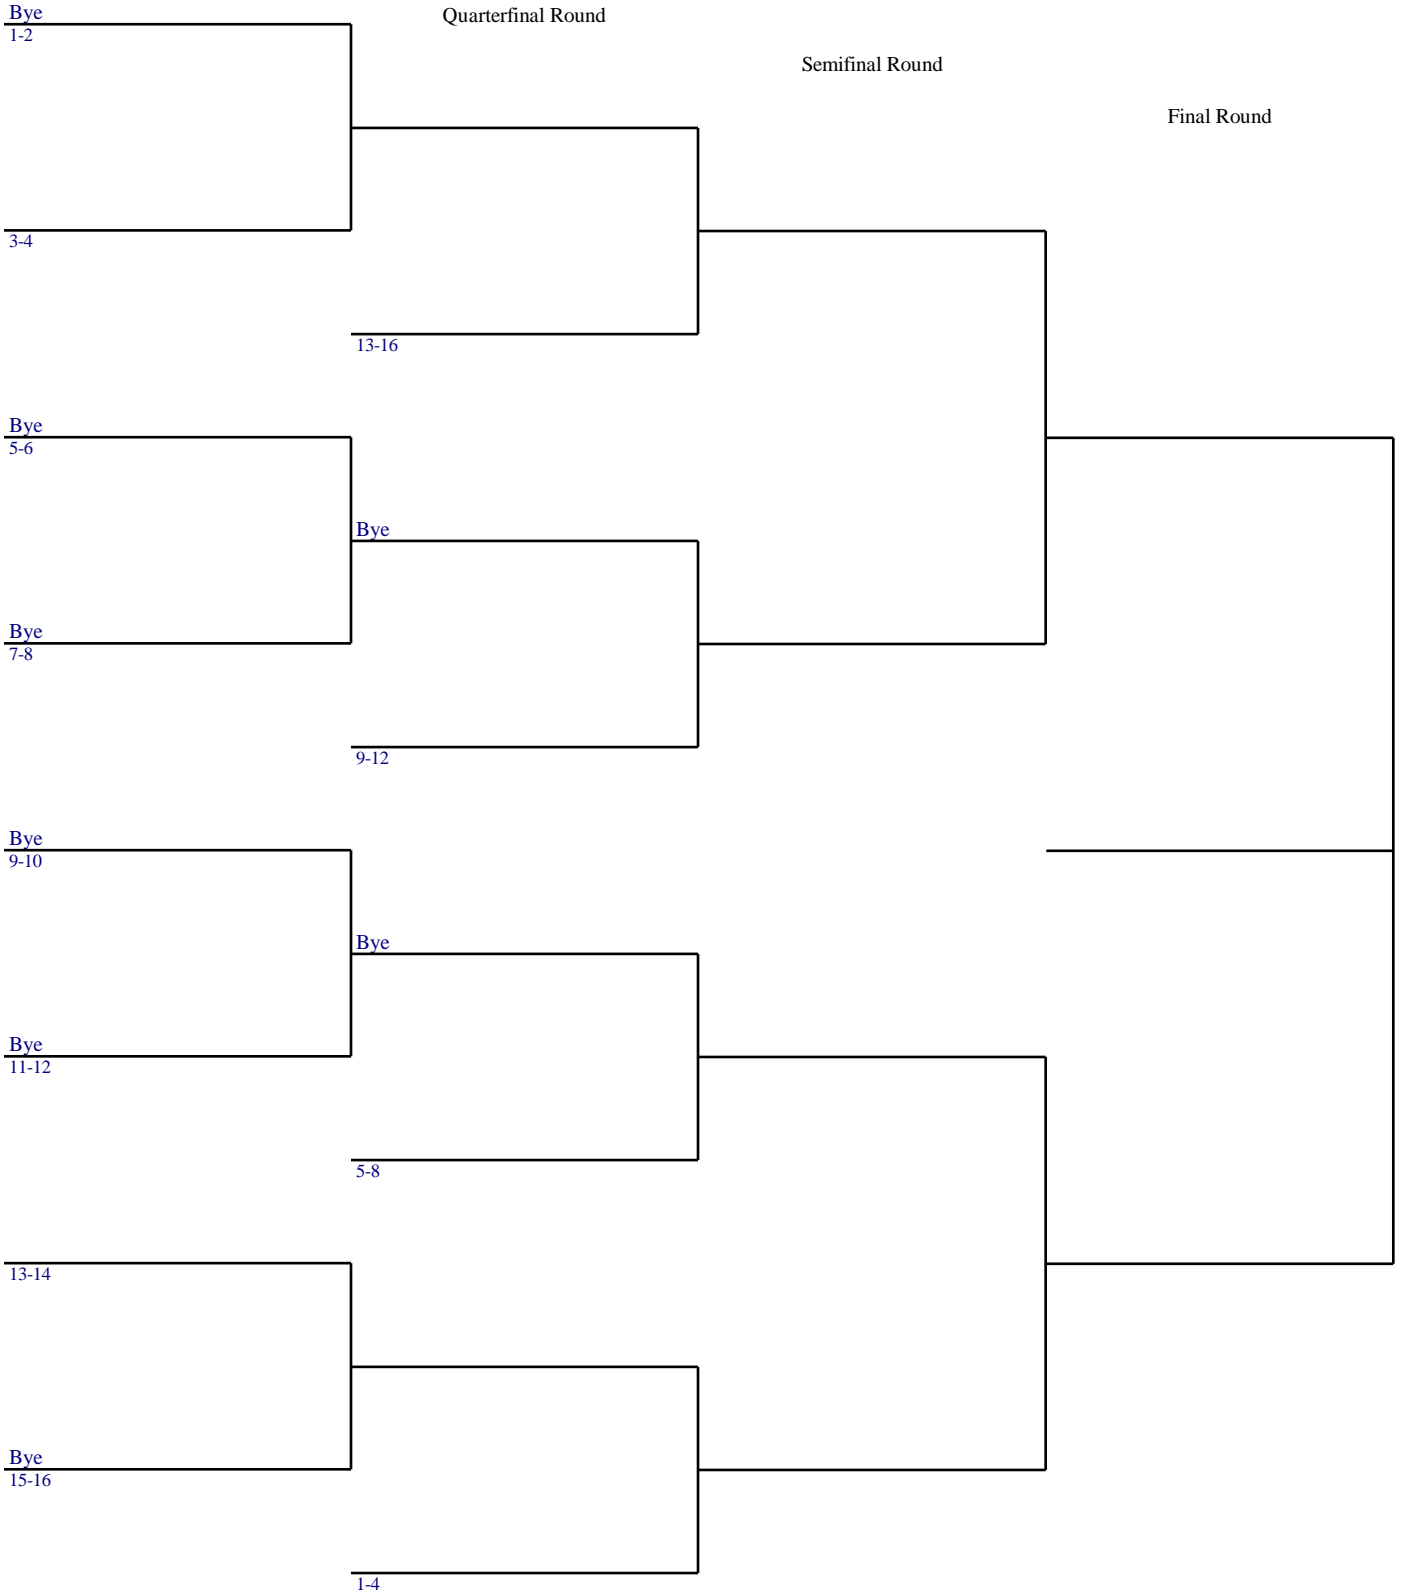 Bye
Quarterfinal Round
1-2
Semifinal Round
Final Round
3-4
13-16
Bye
5-6
Bye
Bye
7-8
9-12
Bye
9-10
Bye
Bye
11-12
5-8
13-14
Bye
15-16
1-4